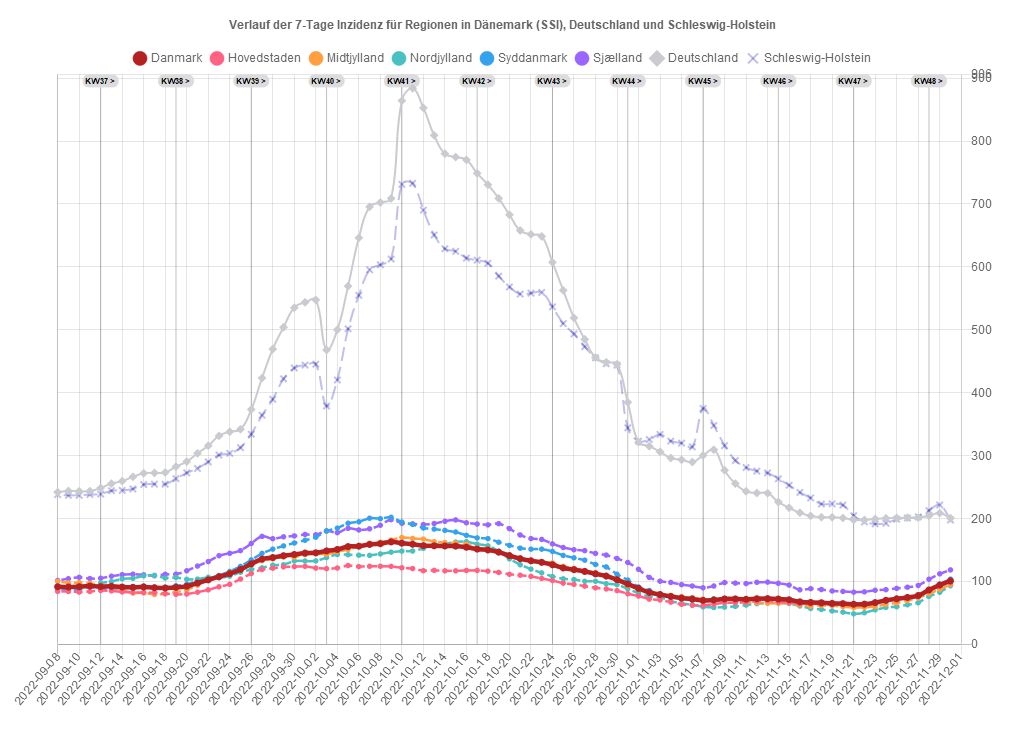 Verlauf der 7-Tage Inzidenz für Regionen in Dänemark (SSI), Deutschland und Schleswig-Holstein
Danmark Hovedstaden Midtjylland Nordjylland Syddanmark Sjælland Deutschland Schleswig-Holstein
KW37 > KW38 > KW39 > KW40 > KW41 > KW42 > KW43 > KW44 > KW45 > KW46 > KW47 > KW48 >
906
900
800
700
600
500
400
300
200
100
0
2022-09-08 2022-09-10 2022-09-12 2022-09-14 2022-09-16 2022-09-18 2022-09-20 2022-09-22 2022-09-24 2022-09-26 2022-09-28 2022-09-30 2022-10-02 2022-10-04 2022-10-06 2022-10-08 2022-10-10 2022-10-12 2022-10-14 2022-10-16 2022-10-18 2022-10-20 2022-10-22 2022-10-24 2022-10-26 2022-10-28 2022-10-30 2022-11-01 2022-11-03 2022-11-05 2022-11-07 2022-11-09 2022-11-11 2022-11-13 2022-11-15 2022-11-17 2022-11-19 2022-11-21 2022-11-23 2022-11-25 2022-11-27 2022-11-29 2022-12-01